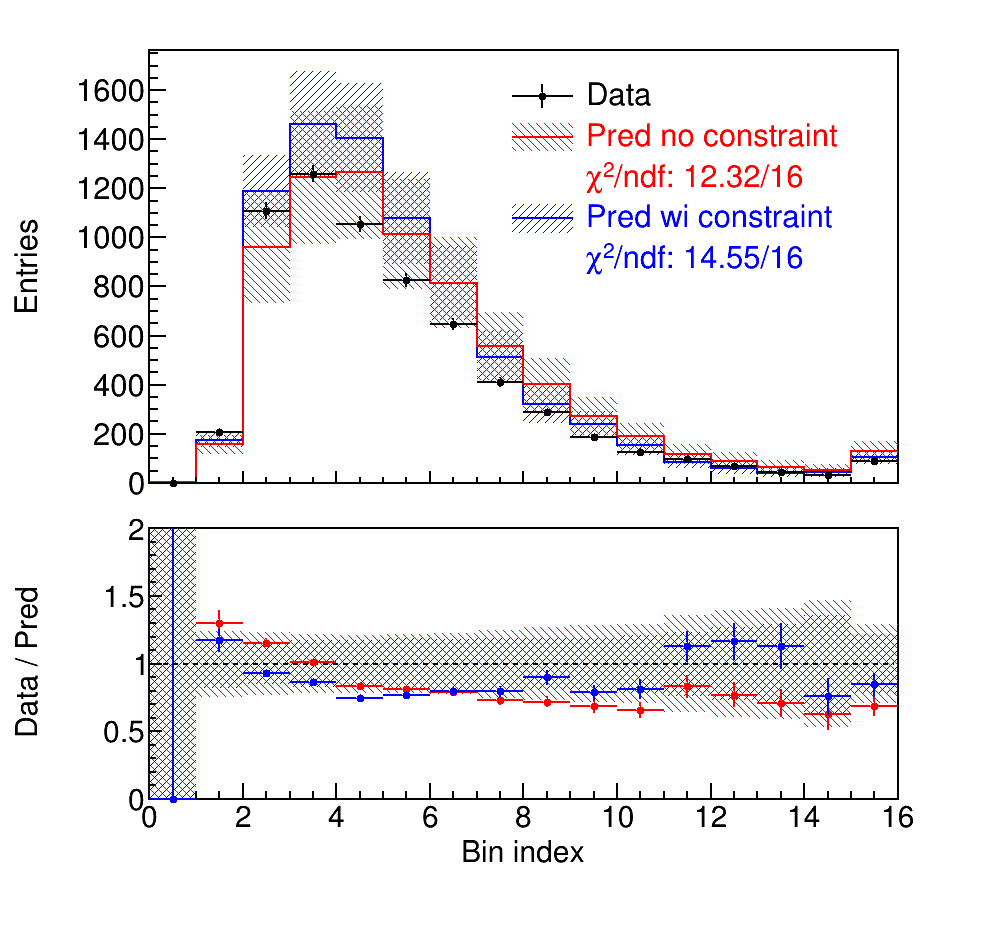 Entries
1600
1400
1200
1000
800
600
400
200
0
Data
Pred no constraint
χ²/ndf: 12.32/16
Pred wi constraint
χ²/ndf: 14.55/16
Data / Pred
2
1.5
1
0.5
0
0 2 4 6 8 10 12 14 16
Bin index